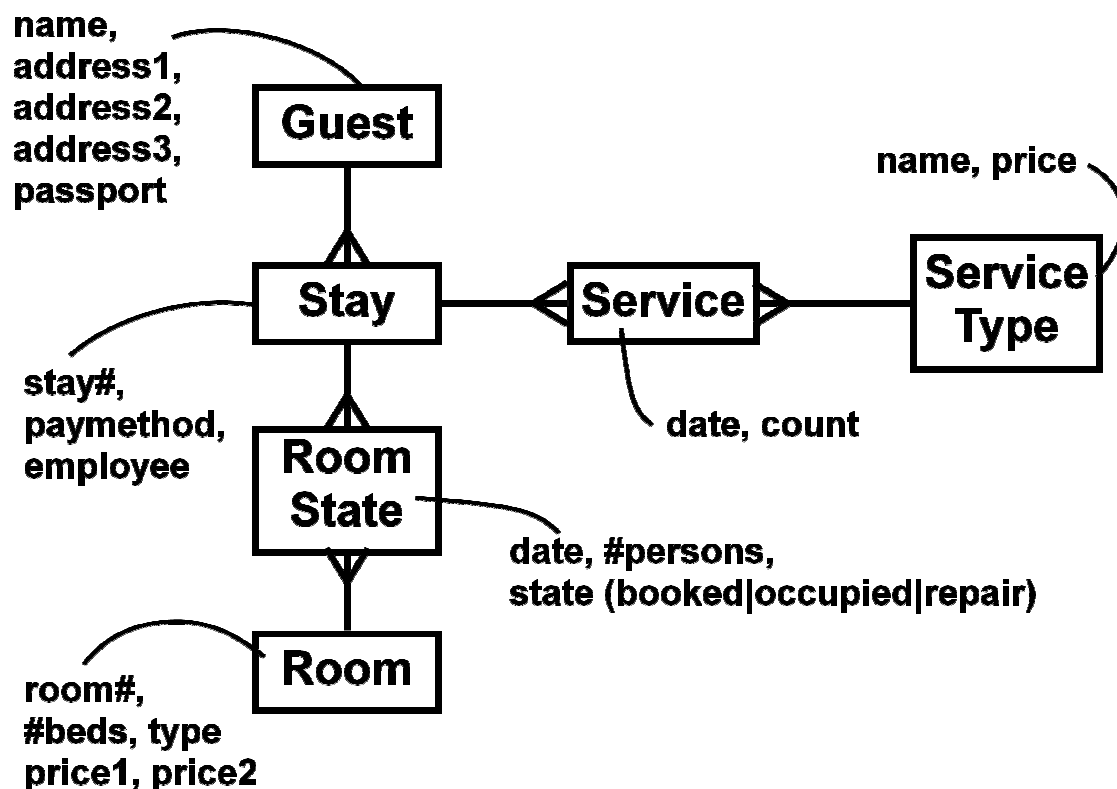 name,
address1,
address2,
address3,
passport
Guest
name, price
Stay
Service
Service
Type
stay#,
paymethod,
employee
date, count
Room
State
date, #persons,
state (booked|occupied|repair)
Room
room#,
#beds, type
price1, price2